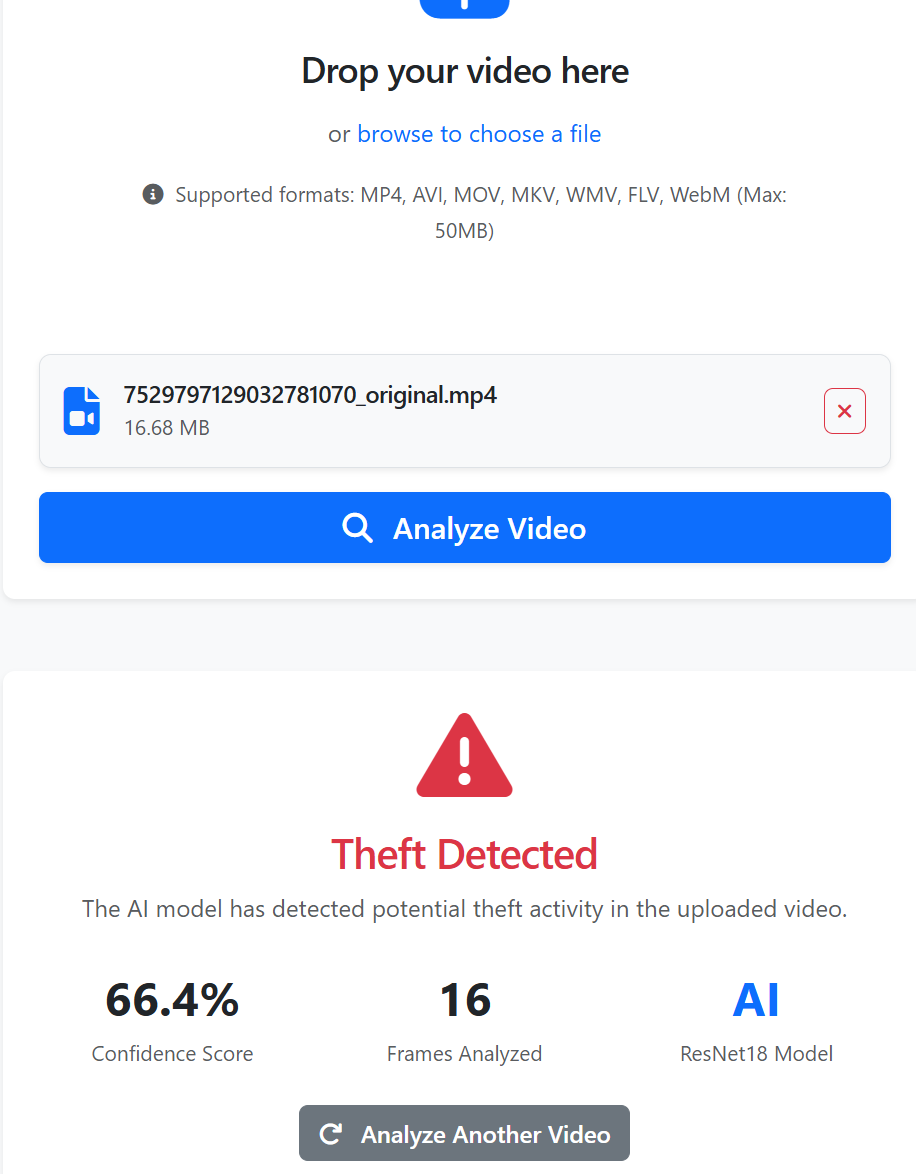 Drop your video here
or browse to choose a file
Supported formats: MP4, AVI, MOV, MKV, WMV, FLV, WebM (Max:
50MB)
7529797129032781070_original.mp4
16.68 MB
Analyze Video
Theft Detected
The AI model has detected potential theft activity in the uploaded video.
66.4%
Confidence Score
16
Frames Analyzed
AI
ResNet18 Model
Analyze Another Video